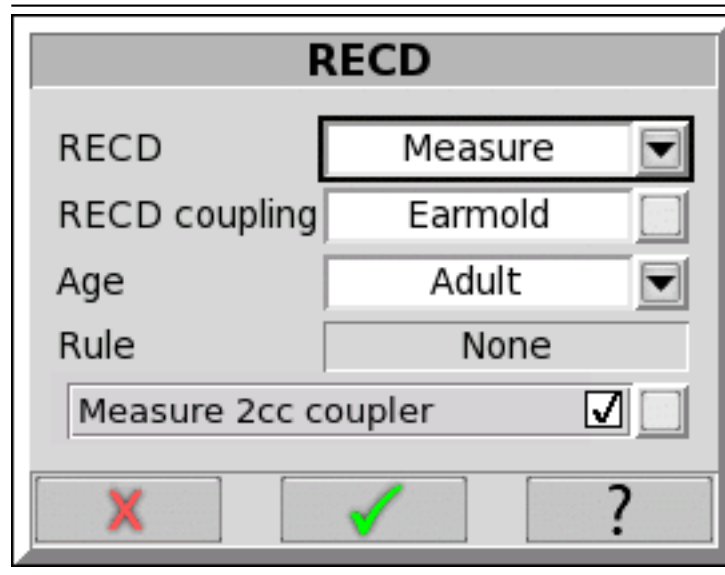 RECD
RECD Measure
RECD coupling Earmold
Age Adult
Rule None
Measure 2cc coupler
X ?